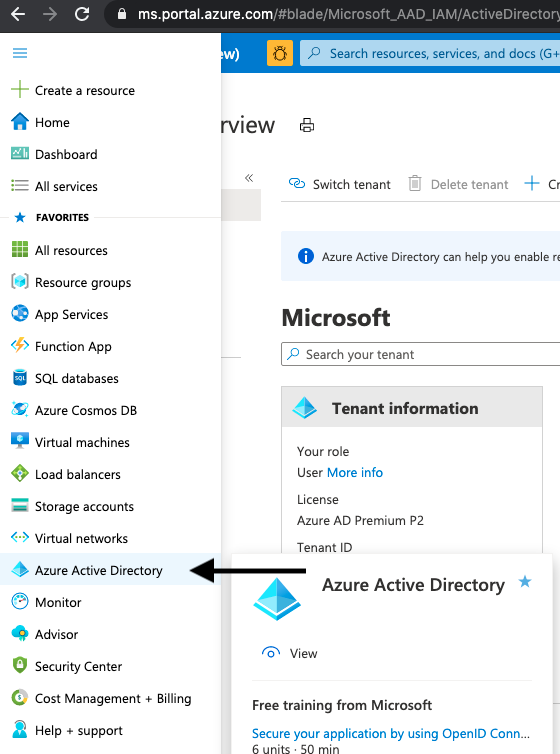 ms.portal.azure.com/#blade/Microsoft_AAD_IAM/ActiveDirectory
Create a resource
Home
Dashboard
All services
FAVORITES
All resources
Resource groups
App Services
Function App
SQL databases
Azure Cosmos DB
Virtual machines
Load balancers
Storage accounts
Virtual networks
Azure Active Directory
Monitor
Advisor
Security Center
Cost Management + Billing
Help + support
Search resources, services, and docs (G+
Switch tenant
Delete tenant
Azure Active Directory can help you enable
Microsoft
Search your tenant
Tenant information
Your role
User More info
License
Azure AD Premium P2
Tenant ID
Azure Active Directory
View
Free training from Microsoft
Secure your application by using OpenID Conn...
6 units · 50 min